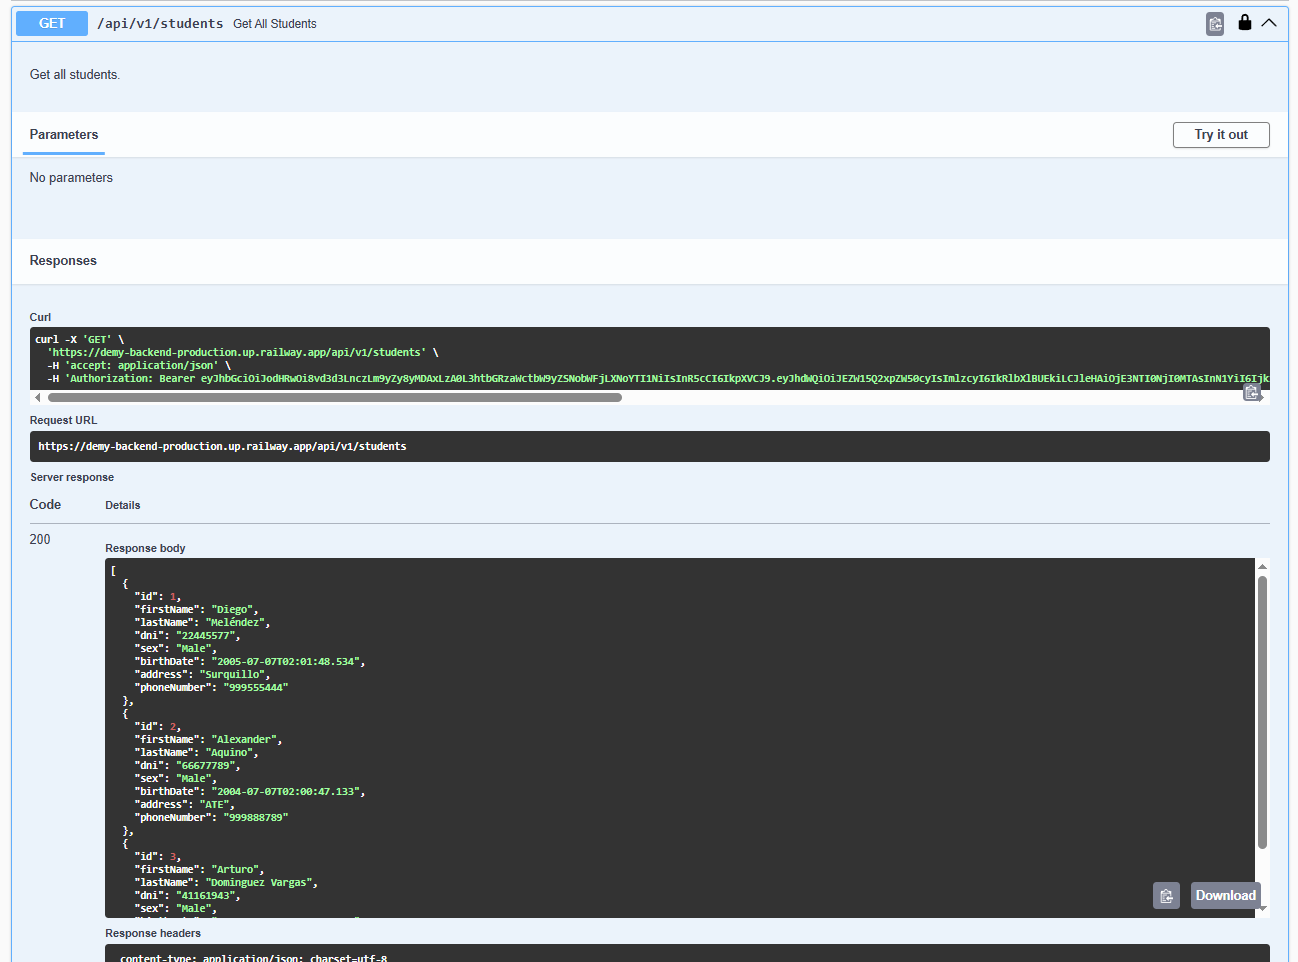 GET /api/v1/students Get All Students
Get all students.
Parameters
Try it out
No parameters
Responses
Curl
curl -X 'GET' \
'https://demy-backend-production.up.railway.app/api/v1/students' \
-H 'accept: application/json' \
-H 'Authorization: Bearer
Request URL
https://demy-backend-production.up.railway.app/api/v1/students
Server response
Code Details
200
Response body
[
{
"id": 1,
"firstName": "Diego",
"lastName": "Meléndez",
"dni": "22445577",
"sex": "Male",
"birthDate": "2005-07-07T02:01:48.534",
"address": "Surquillo",
"phoneNumber": "999555444"
},
{
"id": 2,
"firstName": "Alexander",
"lastName": "Aquino",
"dni": "66677789",
"sex": "Male",
"birthDate": "2004-07-07T02:00:47.133",
"address": "ATE",
"phoneNumber": "999888789"
},
{
"id": 3,
"firstName": "Arturo",
"lastName": "Dominguez Vargas",
"dni": "41161943",
"sex": "Male",
Download
Response headers
content-type: application/json; charset=utf-8